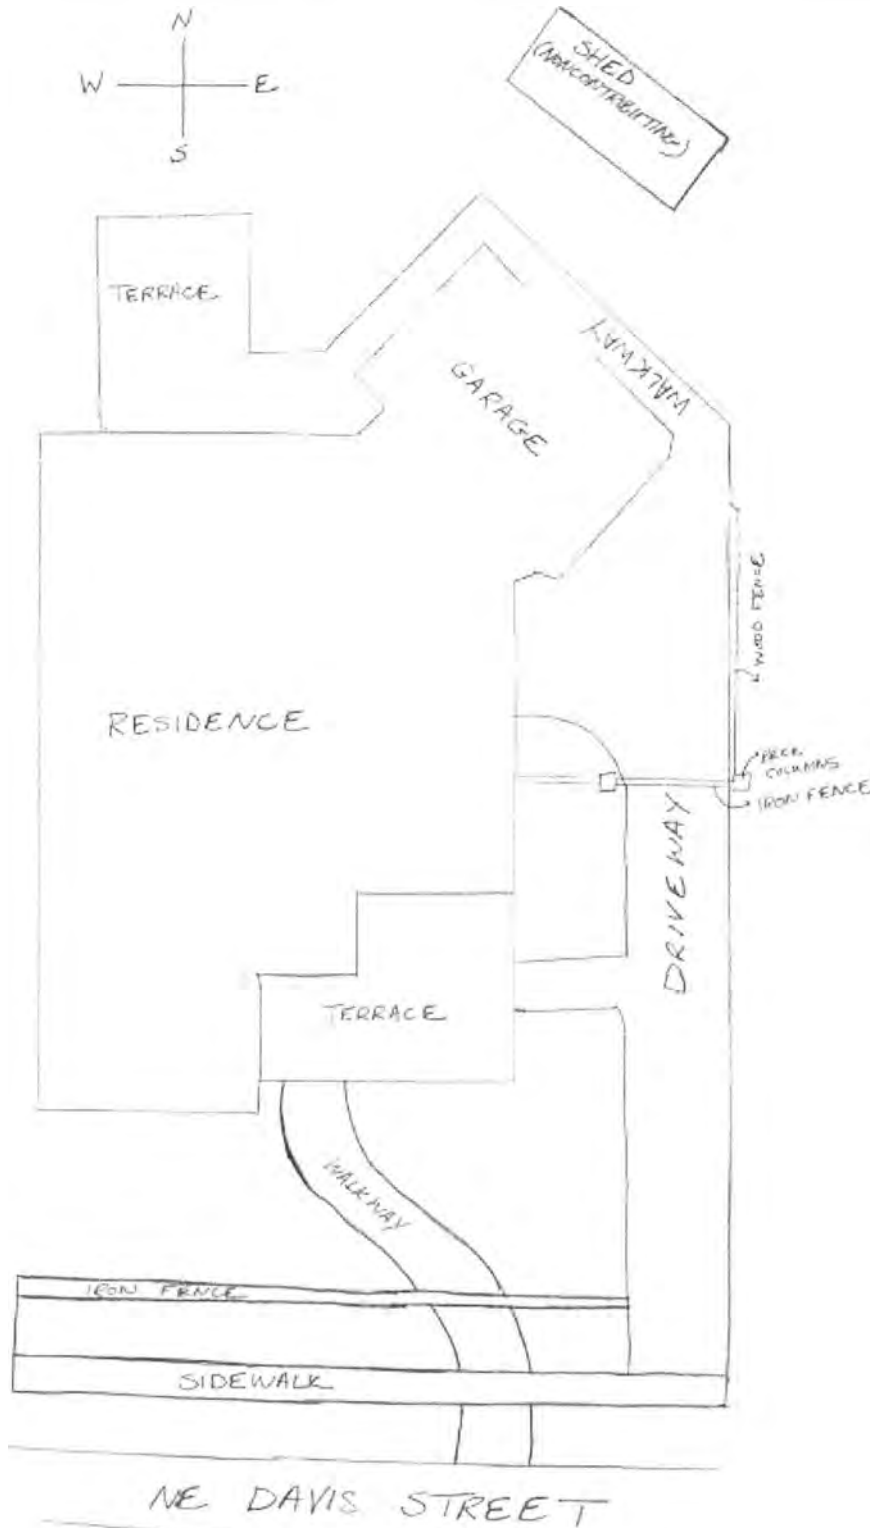 N
W E
S
SHED
(NONCONTRIBUTING)
TERRACE
WALKWAY
GARAGE
WOOD FENCE
RESIDENCE
COLUMNS
IRON FENCE
DRIVEWAY
TERRACE
WALKWAY
IRON FENCE
SIDEWALK
NE DAVIS STREET